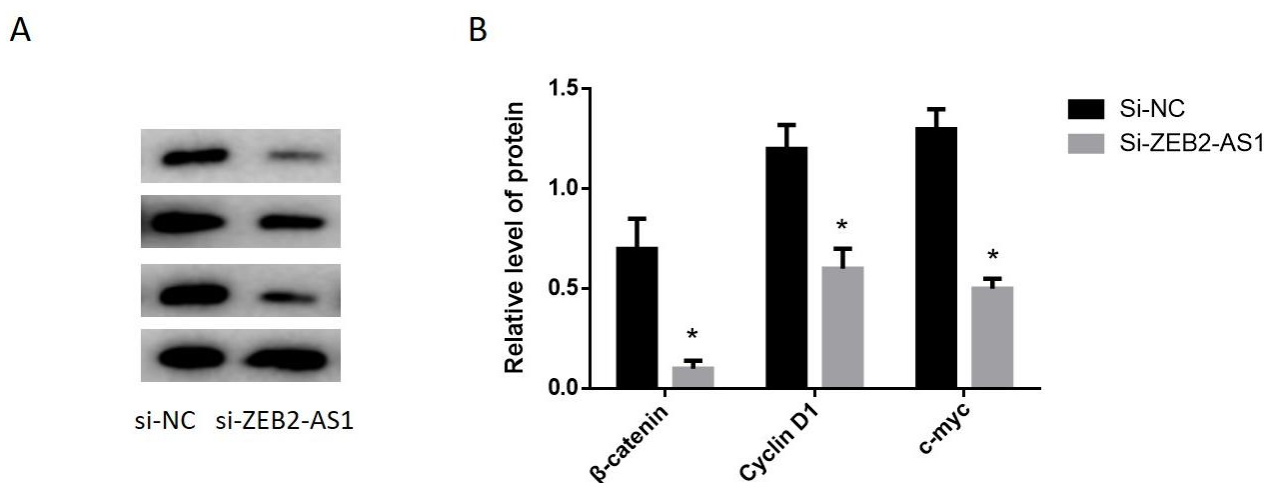 A
B
si-NC si-ZEB2-AS1
Relative level of protein
1.5
1.0
0.5
0.0
*
*
*
β-catenin
Cyclin D1
c-myc
Si-NC
Si-ZEB2-AS1